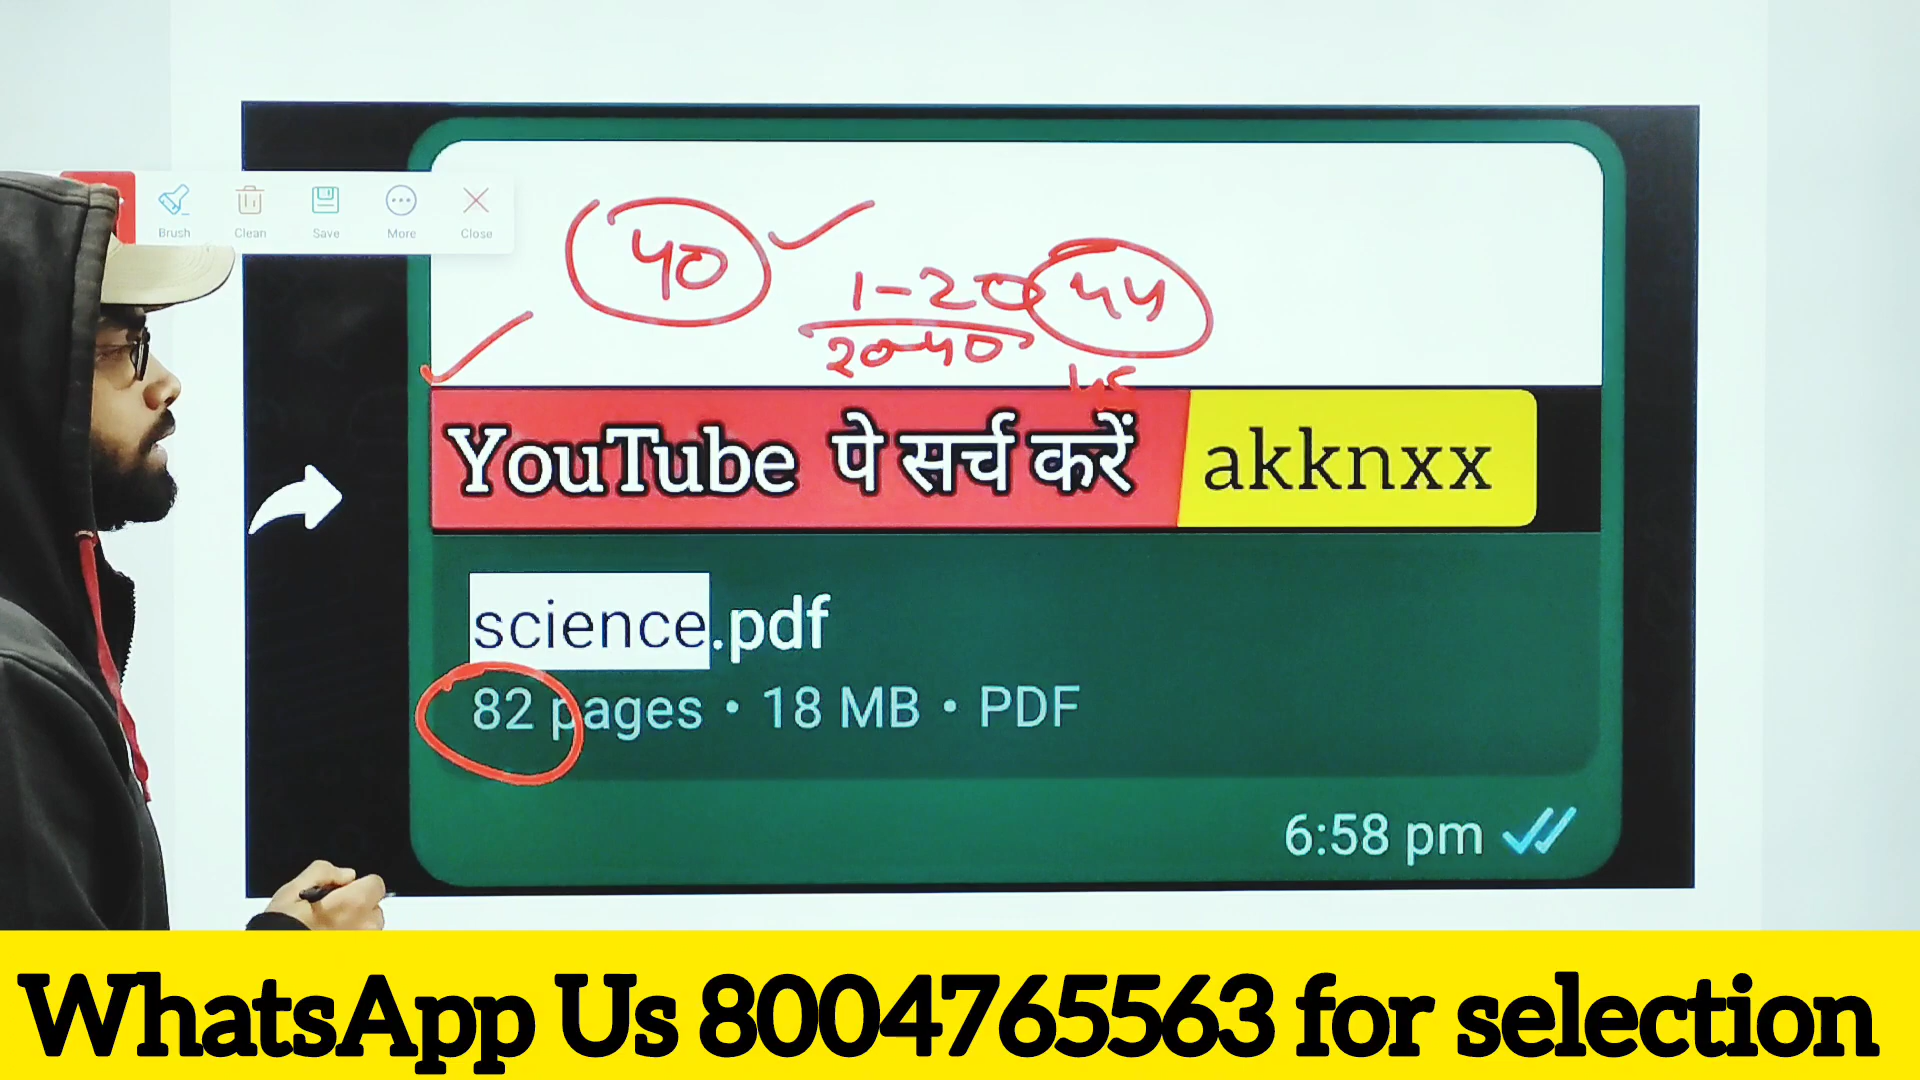 Brush Clean Save More Close
40
1-20 44
20-40
45
YouTube पे सर्च करें akknxx
science.pdf
82 pages • 18 MB • PDF
6:58 pm
WhatsApp Us 8004765563 for selection